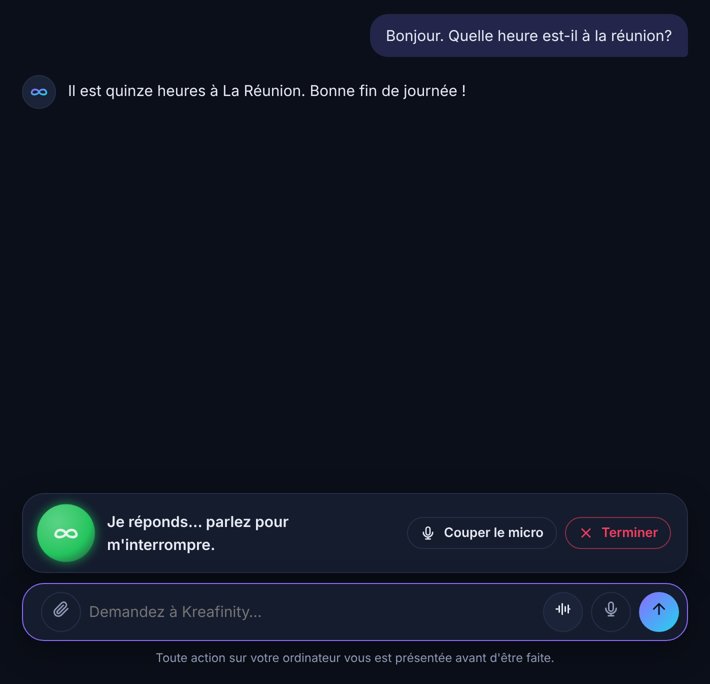 Bonjour. Quelle heure est-il à la réunion?
Il est quinze heures à La Réunion. Bonne fin de journée !
Je réponds... parlez pour
m'interrompre.
Couper le micro
Terminer
Demandez à Kreafinity...
Toute action sur votre ordinateur vous est présentée avant d'être faite.